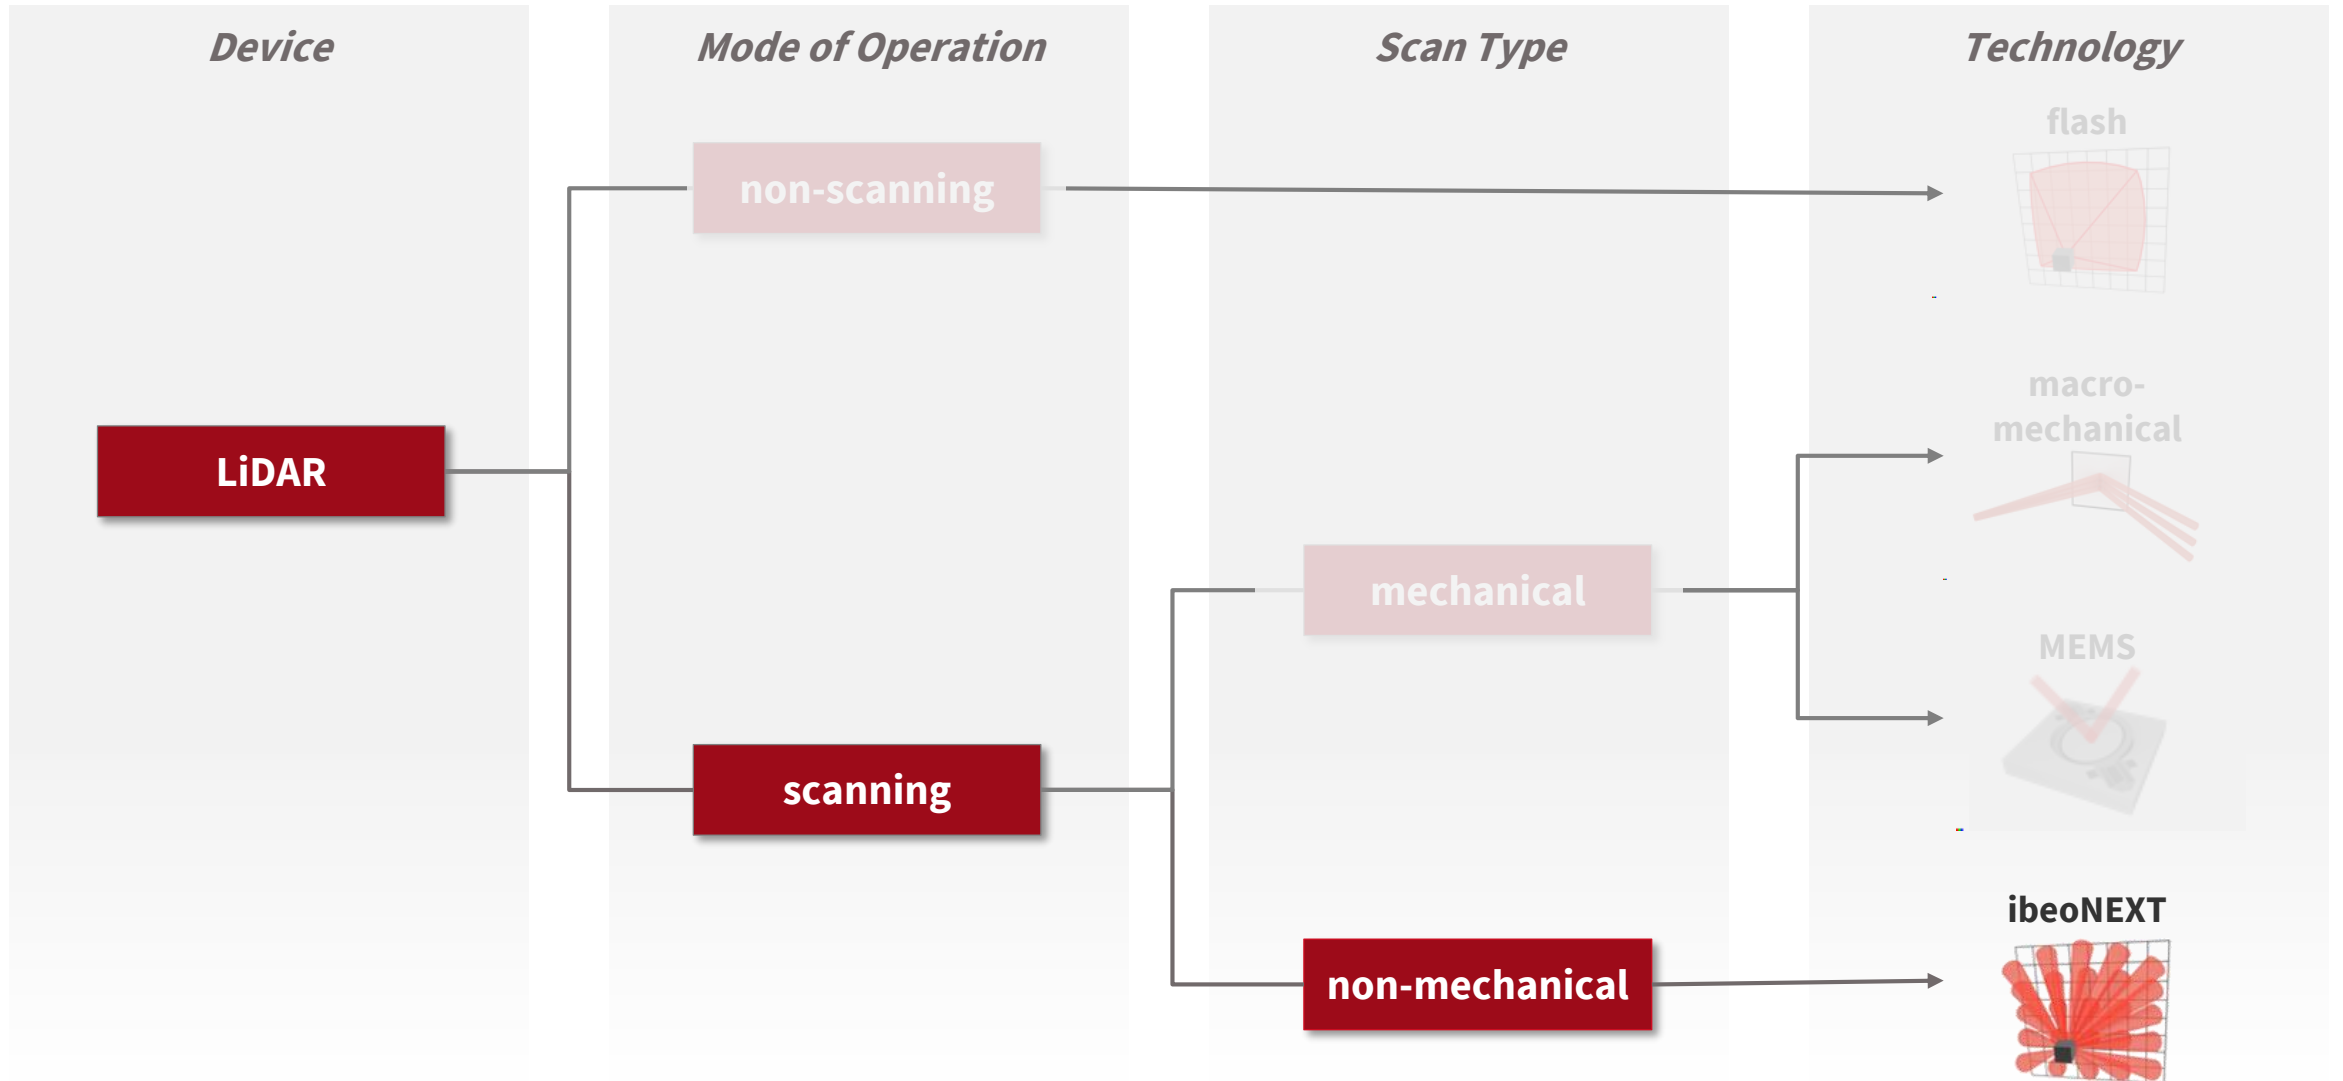 Device
Mode of Operation
Scan Type
Technology
flash
non-scanning
macro-
mechanical
LiDAR
mechanical
MEMS
scanning
ibeoNEXT
non-mechanical